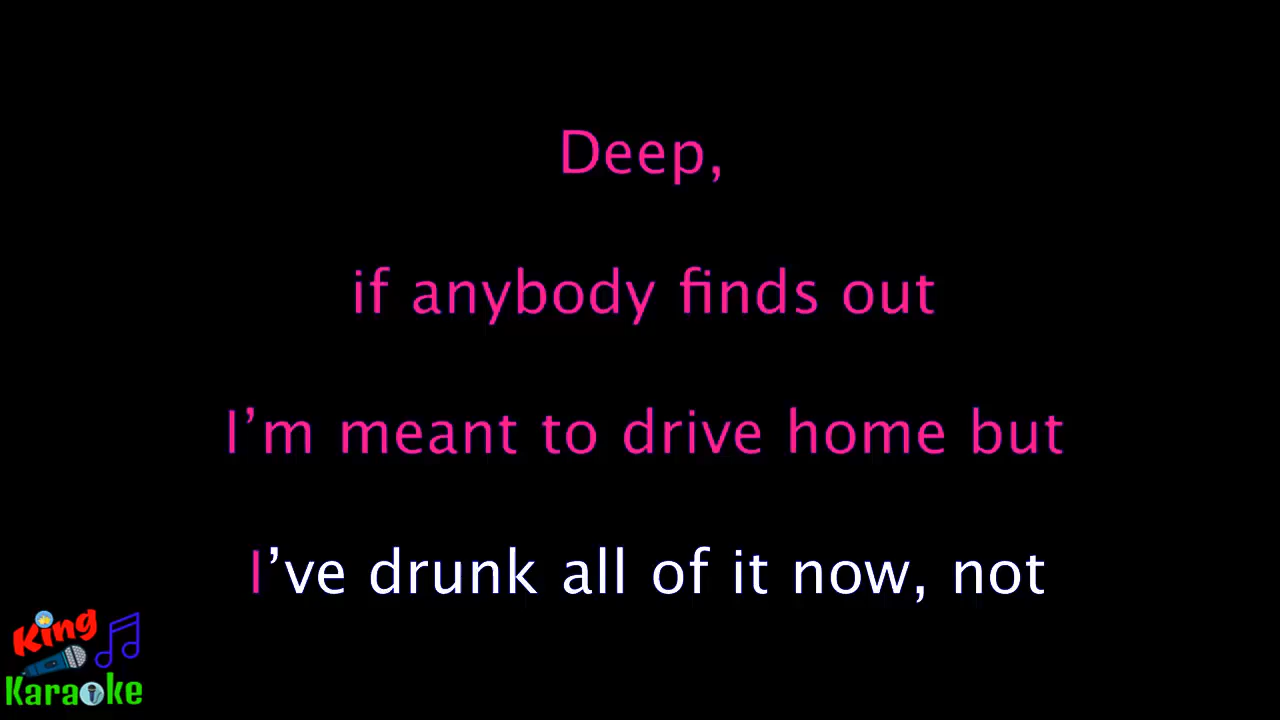 Deep,
if anybody finds out
I’m meant to drive home but
I’ve drunk all of it now, not
King
Karaoke